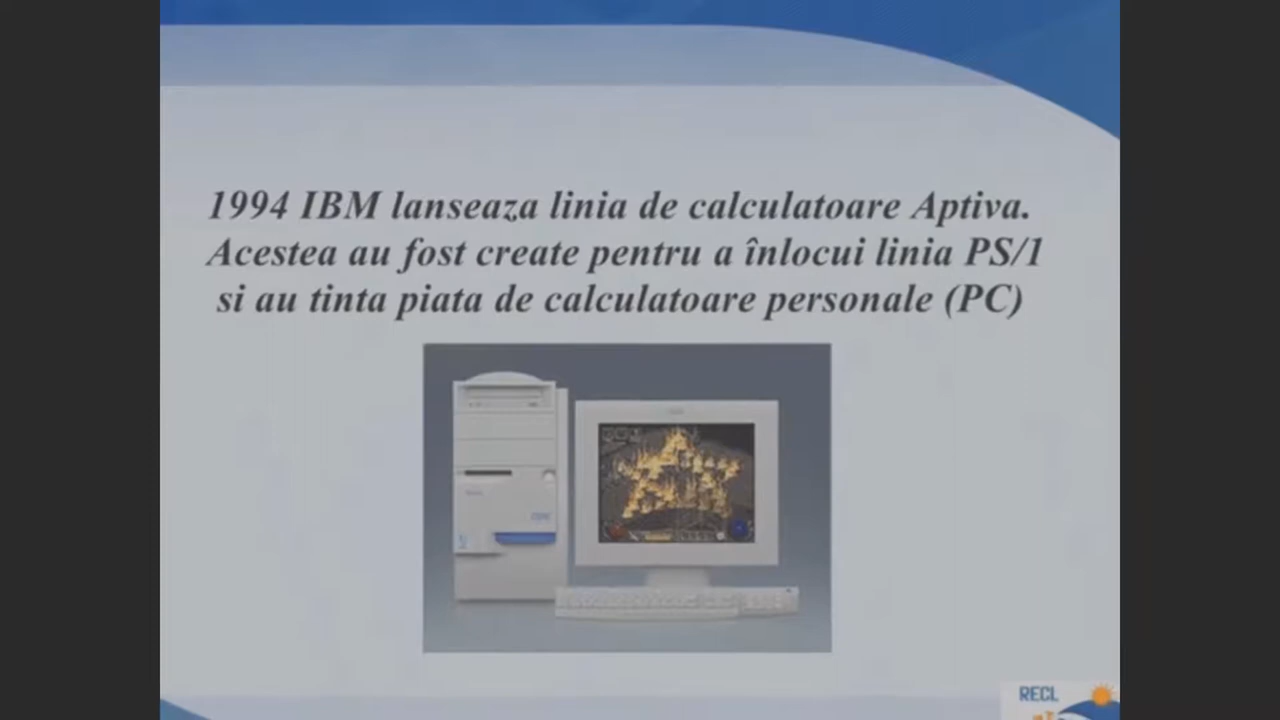 1994 IBM lanseaza linia de calculatoare Aptiva.
Acestea au fost create pentru a înlocui linia PS/1
si au tinta piata de calculatoare personale (PC)
RECL